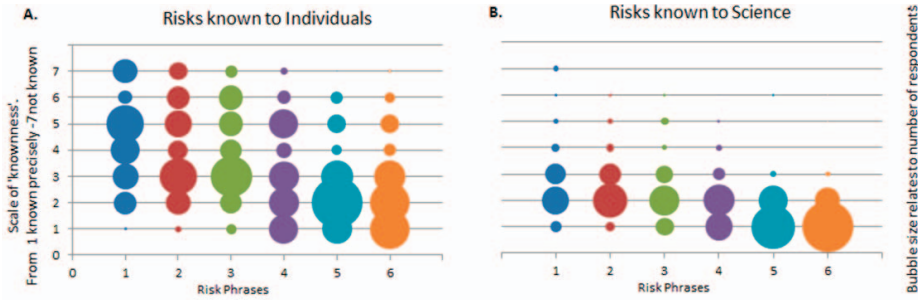 A.
Risks known to Individuals
Scale of 'knownness'.
From 1 known precisely -7 not known
7
6
5
4
3
2
1
0
0 1 2 3 4 5 6
Risk Phrases
B.
Risks known to Science
1 2 3 4 5 6
Risk Phrases
Bubble size relates to number of respondents